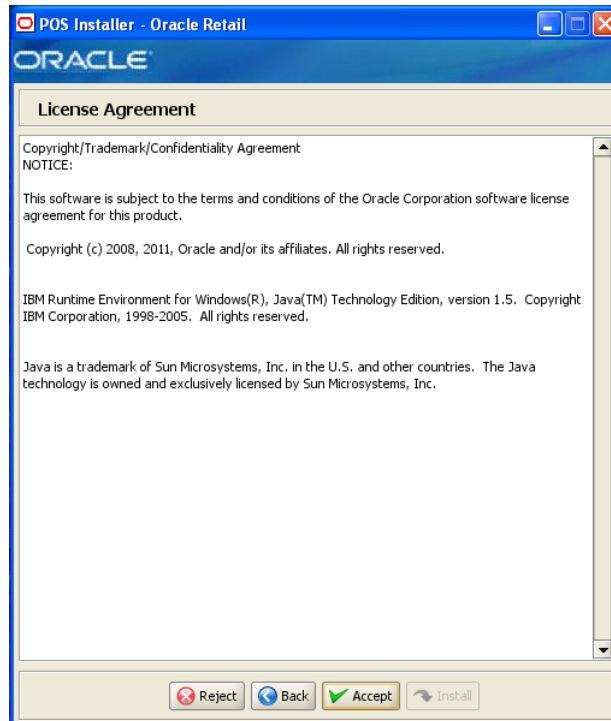 POS Installer - Oracle Retail
ORACLE
License Agreement
Copyright/Trademark/Confidentiality Agreement
NOTICE:
This software is subject to the terms and conditions of the Oracle Corporation software license
agreement for this product.
Copyright (c) 2008, 2011, Oracle and/or its affiliates. All rights reserved.
IBM Runtime Environment for Windows(R), Java(TM) Technology Edition, version 1.5.  Copyright
IBM Corporation, 1998-2005.  All rights reserved.
Java is a trademark of Sun Microsystems, Inc. in the U.S. and other countries.  The Java
technology is owned and exclusively licensed by Sun Microsystems, Inc.
Reject Back Accept Install